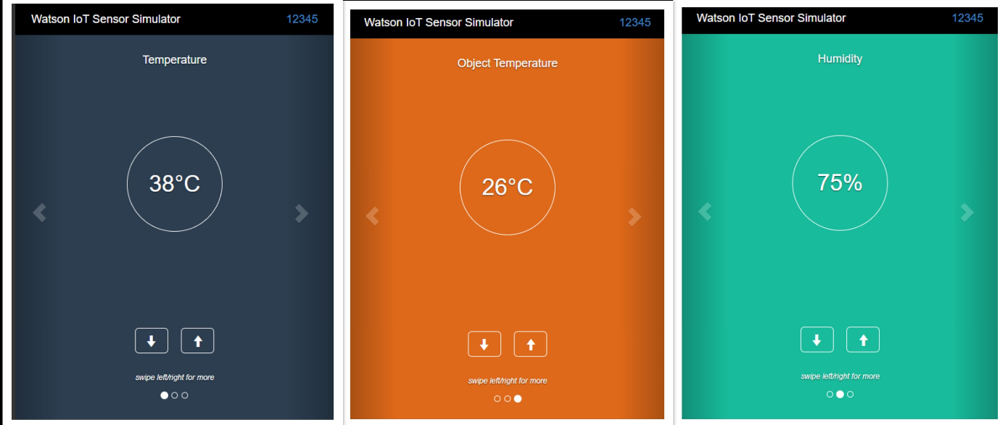 Watson IoT Sensor Simulator 12345
Temperature
38°C
swipe left/right for more
Watson IoT Sensor Simulator 12345
Object Temperature
26°C
swipe left/right for more
Watson IoT Sensor Simulator 12345
Humidity
75%
swipe left/right for more